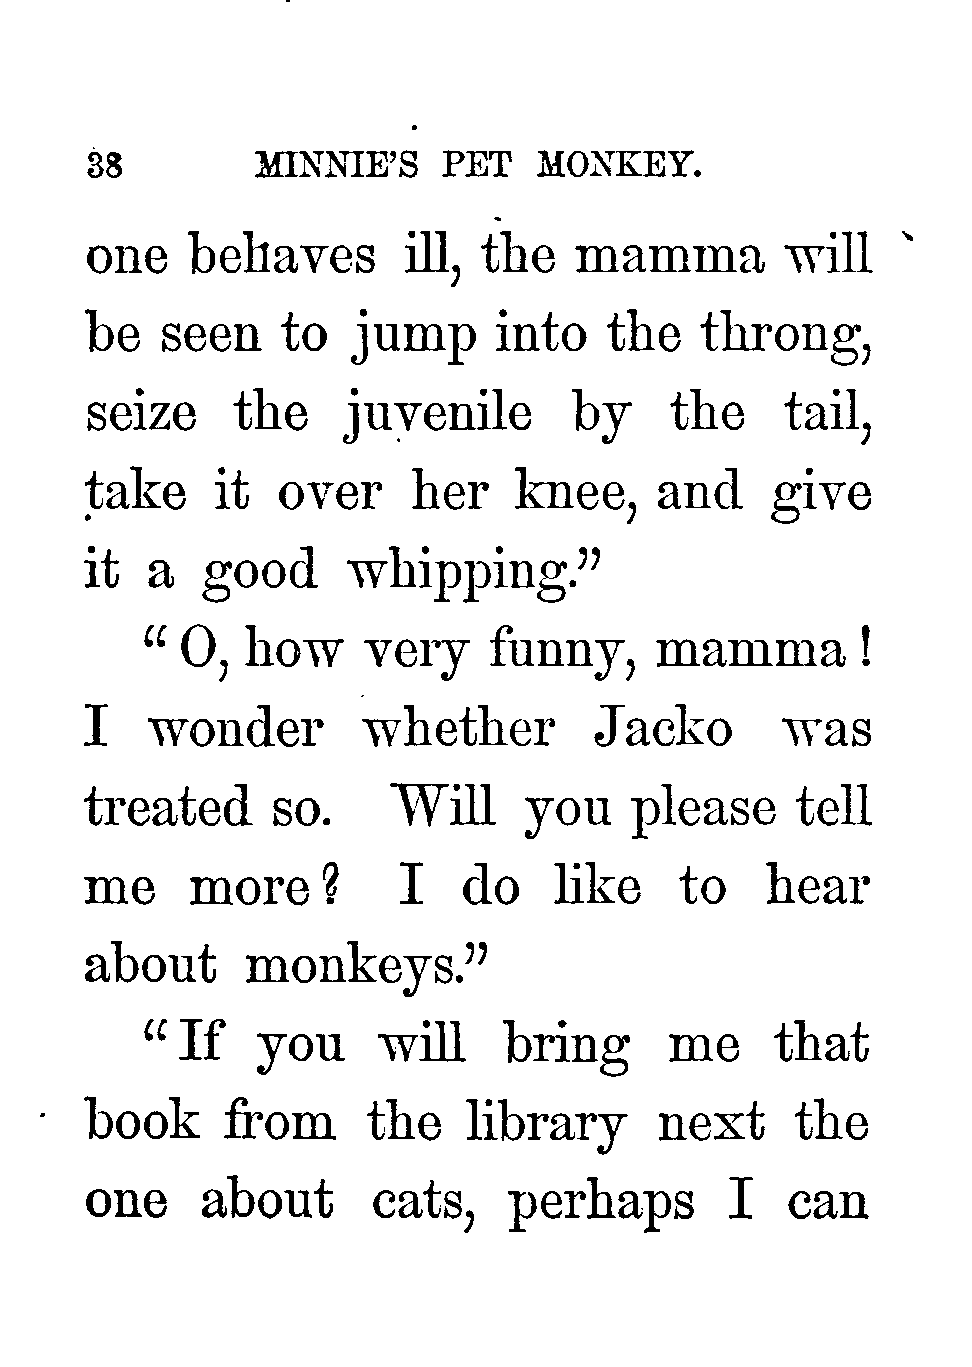 38 MINNIE'S PET MONKEY.
one behaves ill, the mamma will
be seen to jump into the throng,
seize the juvenile by the tail,
take it over her knee, and give
it a good whipping."
"O, how very funny, mamma!
I wonder whether Jacko was
treated so. Will you please tell
me more? I do like to hear
about monkeys."
"If you will bring me that
book from the library next the
one about cats, perhaps I can